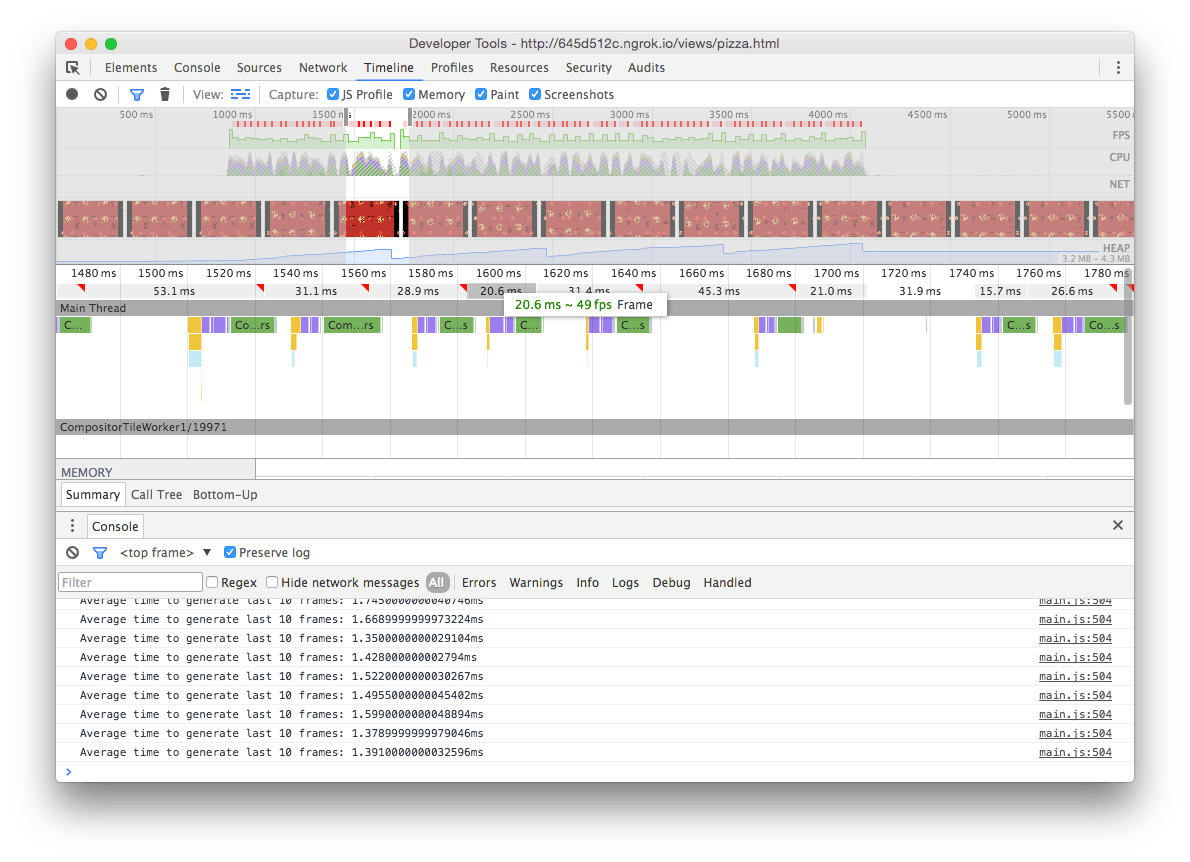 Developer Tools - http://645d512c.ngrok.io/views/pizza.html
Elements Console Sources Network Timeline Profiles Resources Security Audits
View: Capture: JS Profile Memory Paint Screenshots
500 ms 1000 ms 1500 ms 2000 ms 2500 ms 3000 ms 3500 ms 4000 ms 4500 ms 5000 ms 5500
FPS
CPU
NET
HEAP
3.2 MB – 4.3 MB
1480 ms 1500 ms 1520 ms 1540 ms 1560 ms 1580 ms 1600 ms 1620 ms 1640 ms 1660 ms 1680 ms 1700 ms 1720 ms 1740 ms 1760 ms 1780 ms
53.1 ms 31.1 ms 28.9 ms 20.6 ms 31.4 ms 45.3 ms 21.0 ms 31.9 ms 15.7 ms 26.6 ms
20.6 ms ~ 49 fps Frame
Main Thread
C... Co...rs Com...rs C...s C... C...s C...s Co...s
CompositorTileWorker1/19971
MEMORY
Summary Call Tree Bottom-Up
Console
<top frame> ▼ Preserve log
Filter Regex Hide network messages All Errors Warnings Info Logs Debug Handled
Average time to generate last 10 frames: 1.7450000000040746ms main.js:504
Average time to generate last 10 frames: 1.6689999999973224ms main.js:504
Average time to generate last 10 frames: 1.3500000000029104ms main.js:504
Average time to generate last 10 frames: 1.428000000002794ms main.js:504
Average time to generate last 10 frames: 1.5220000000030267ms main.js:504
Average time to generate last 10 frames: 1.4955000000045402ms main.js:504
Average time to generate last 10 frames: 1.5990000000048894ms main.js:504
Average time to generate last 10 frames: 1.3789999999979046ms main.js:504
Average time to generate last 10 frames: 1.3910000000032596ms main.js:504
>